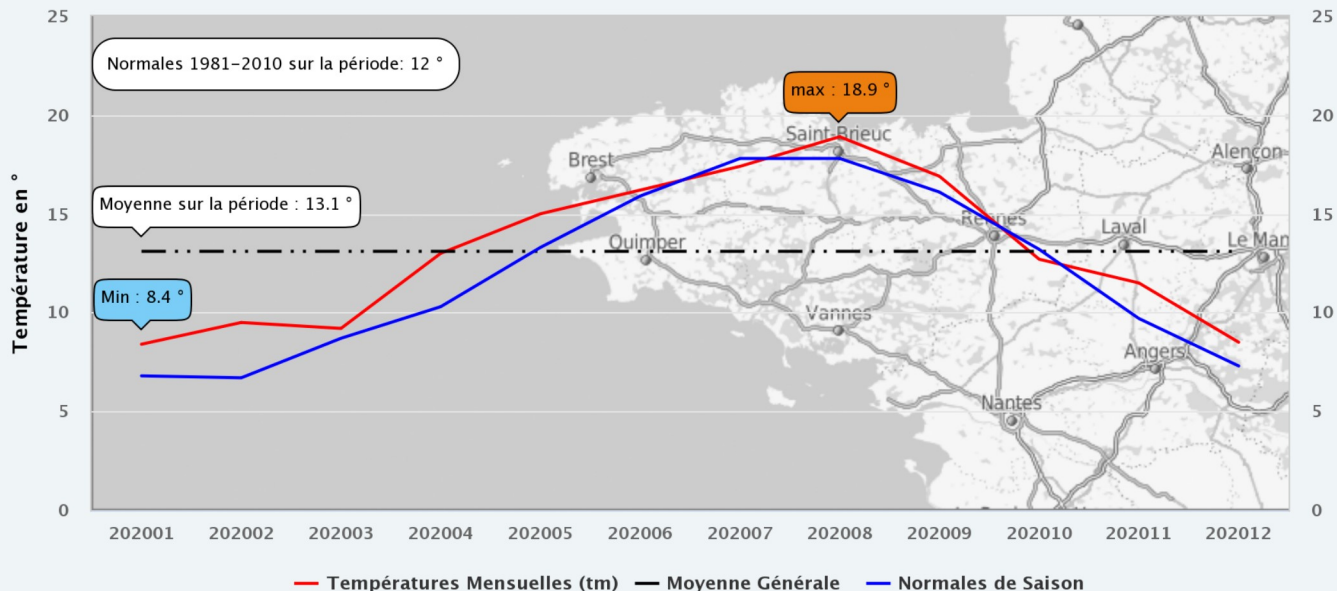 25
25
Normales 1981-2010 sur la période: 12 °
max : 18.9 °
20
20
Saint-Brieuc
Brest
Alençon
Température en °
Moyenne sur la période : 13.1 °
15
15
Rennes
Laval
Quimper
Le Man
Min : 8.4 °
10
10
Vannes
Angers
5
5
Nantes
0
0
202001 202002 202003 202004 202005 202006 202007 202008 202009 202010 202011 202012
Températures Mensuelles (tm) Moyenne Générale Normales de Saison